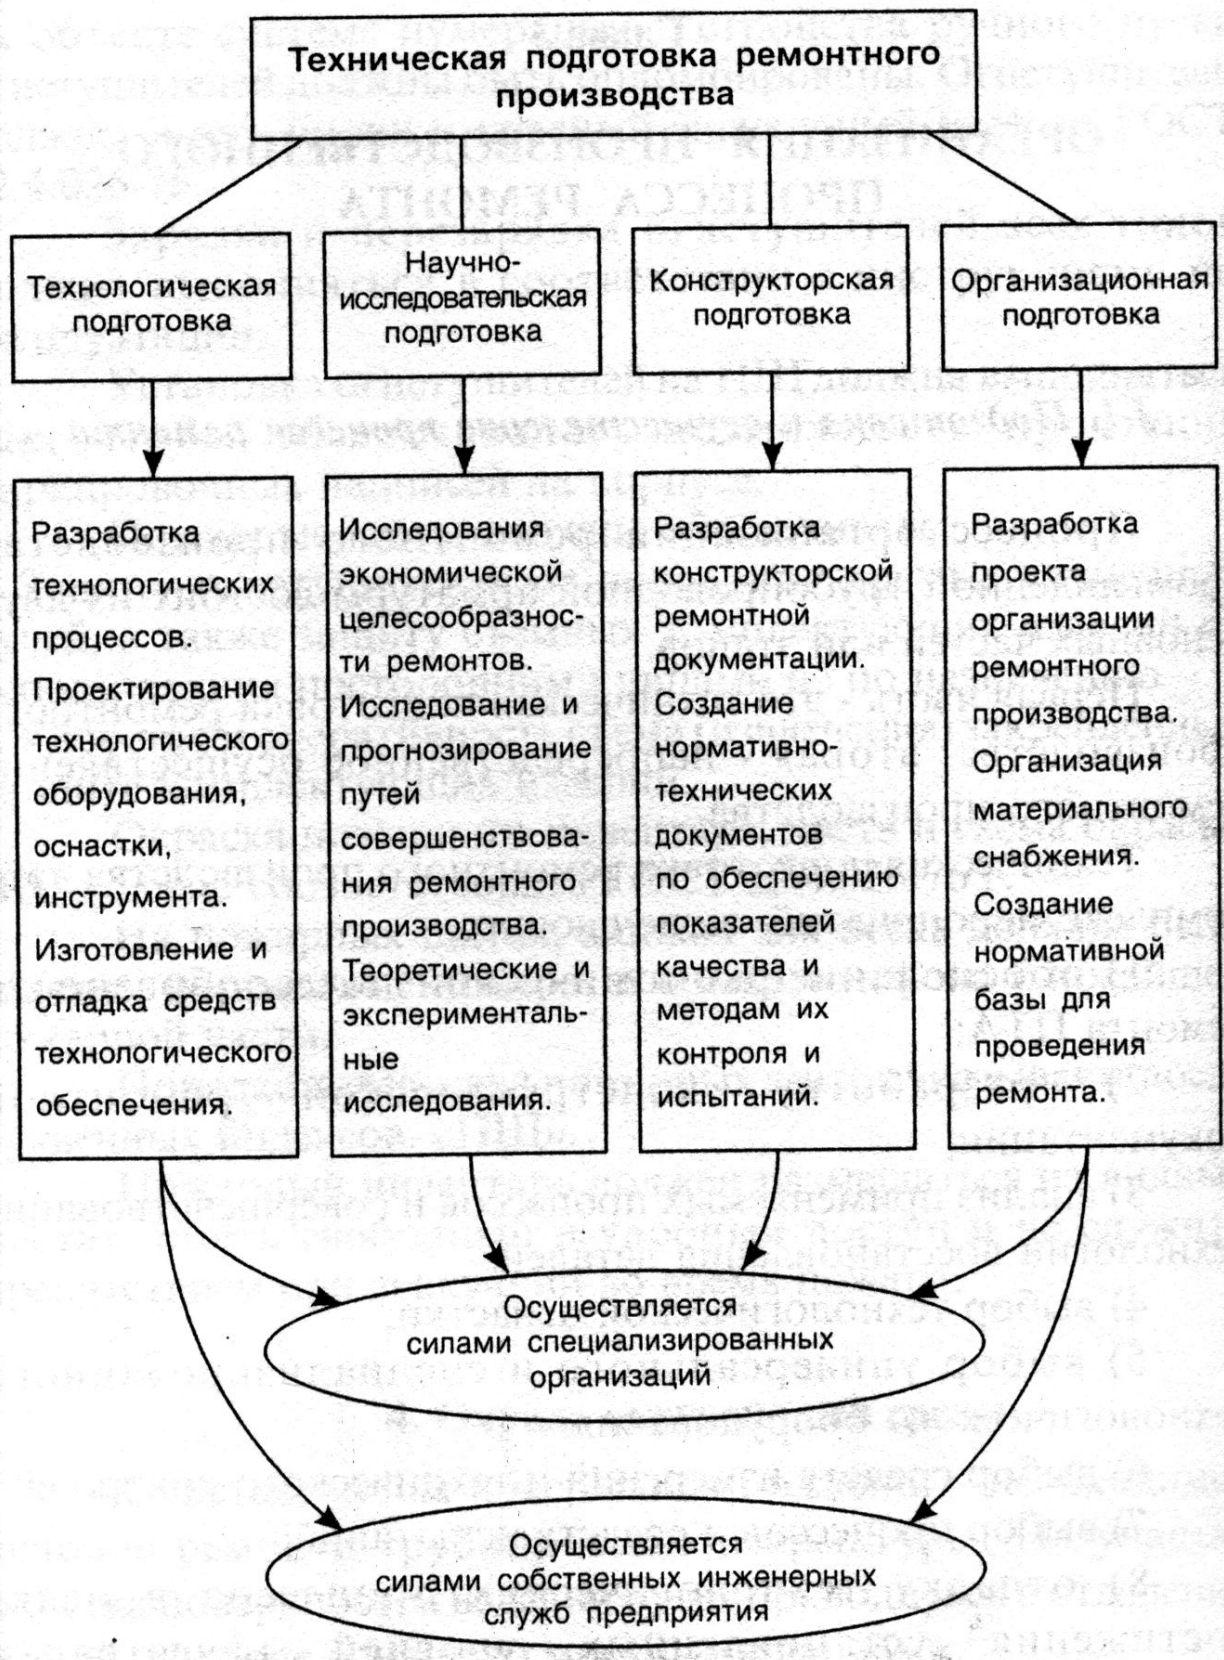 Техническая подготовка ремонтного
производства
Технологическая
подготовка
Научно-
исследовательская
подготовка
Конструкторская
подготовка
Организационная
подготовка
Разработка
технологических
процессов.
Проектирование
технологического
оборудования,
оснастки,
инструмента.
Изготовление и
отладка средств
технологического
обеспечения.
Исследования
экономической
целесообразнос-
ти ремонтов.
Исследование и
прогнозирование
путей
совершенствова-
ния ремонтного
производства.
Теоретические и
эксперименталь-
ные
исследования.
Разработка
конструкторской
ремонтной
документации.
Создание
нормативно-
технических
документов
по обеспечению
показателей
качества и
методам их
контроля и
испытаний.
Разработка
проекта
организации
ремонтного
производства.
Организация
материального
снабжения.
Создание
нормативной
базы для
проведения
ремонта.
Осуществляется
силами специализированных
организаций
Осуществляется
силами собственных инженерных
служб предприятия